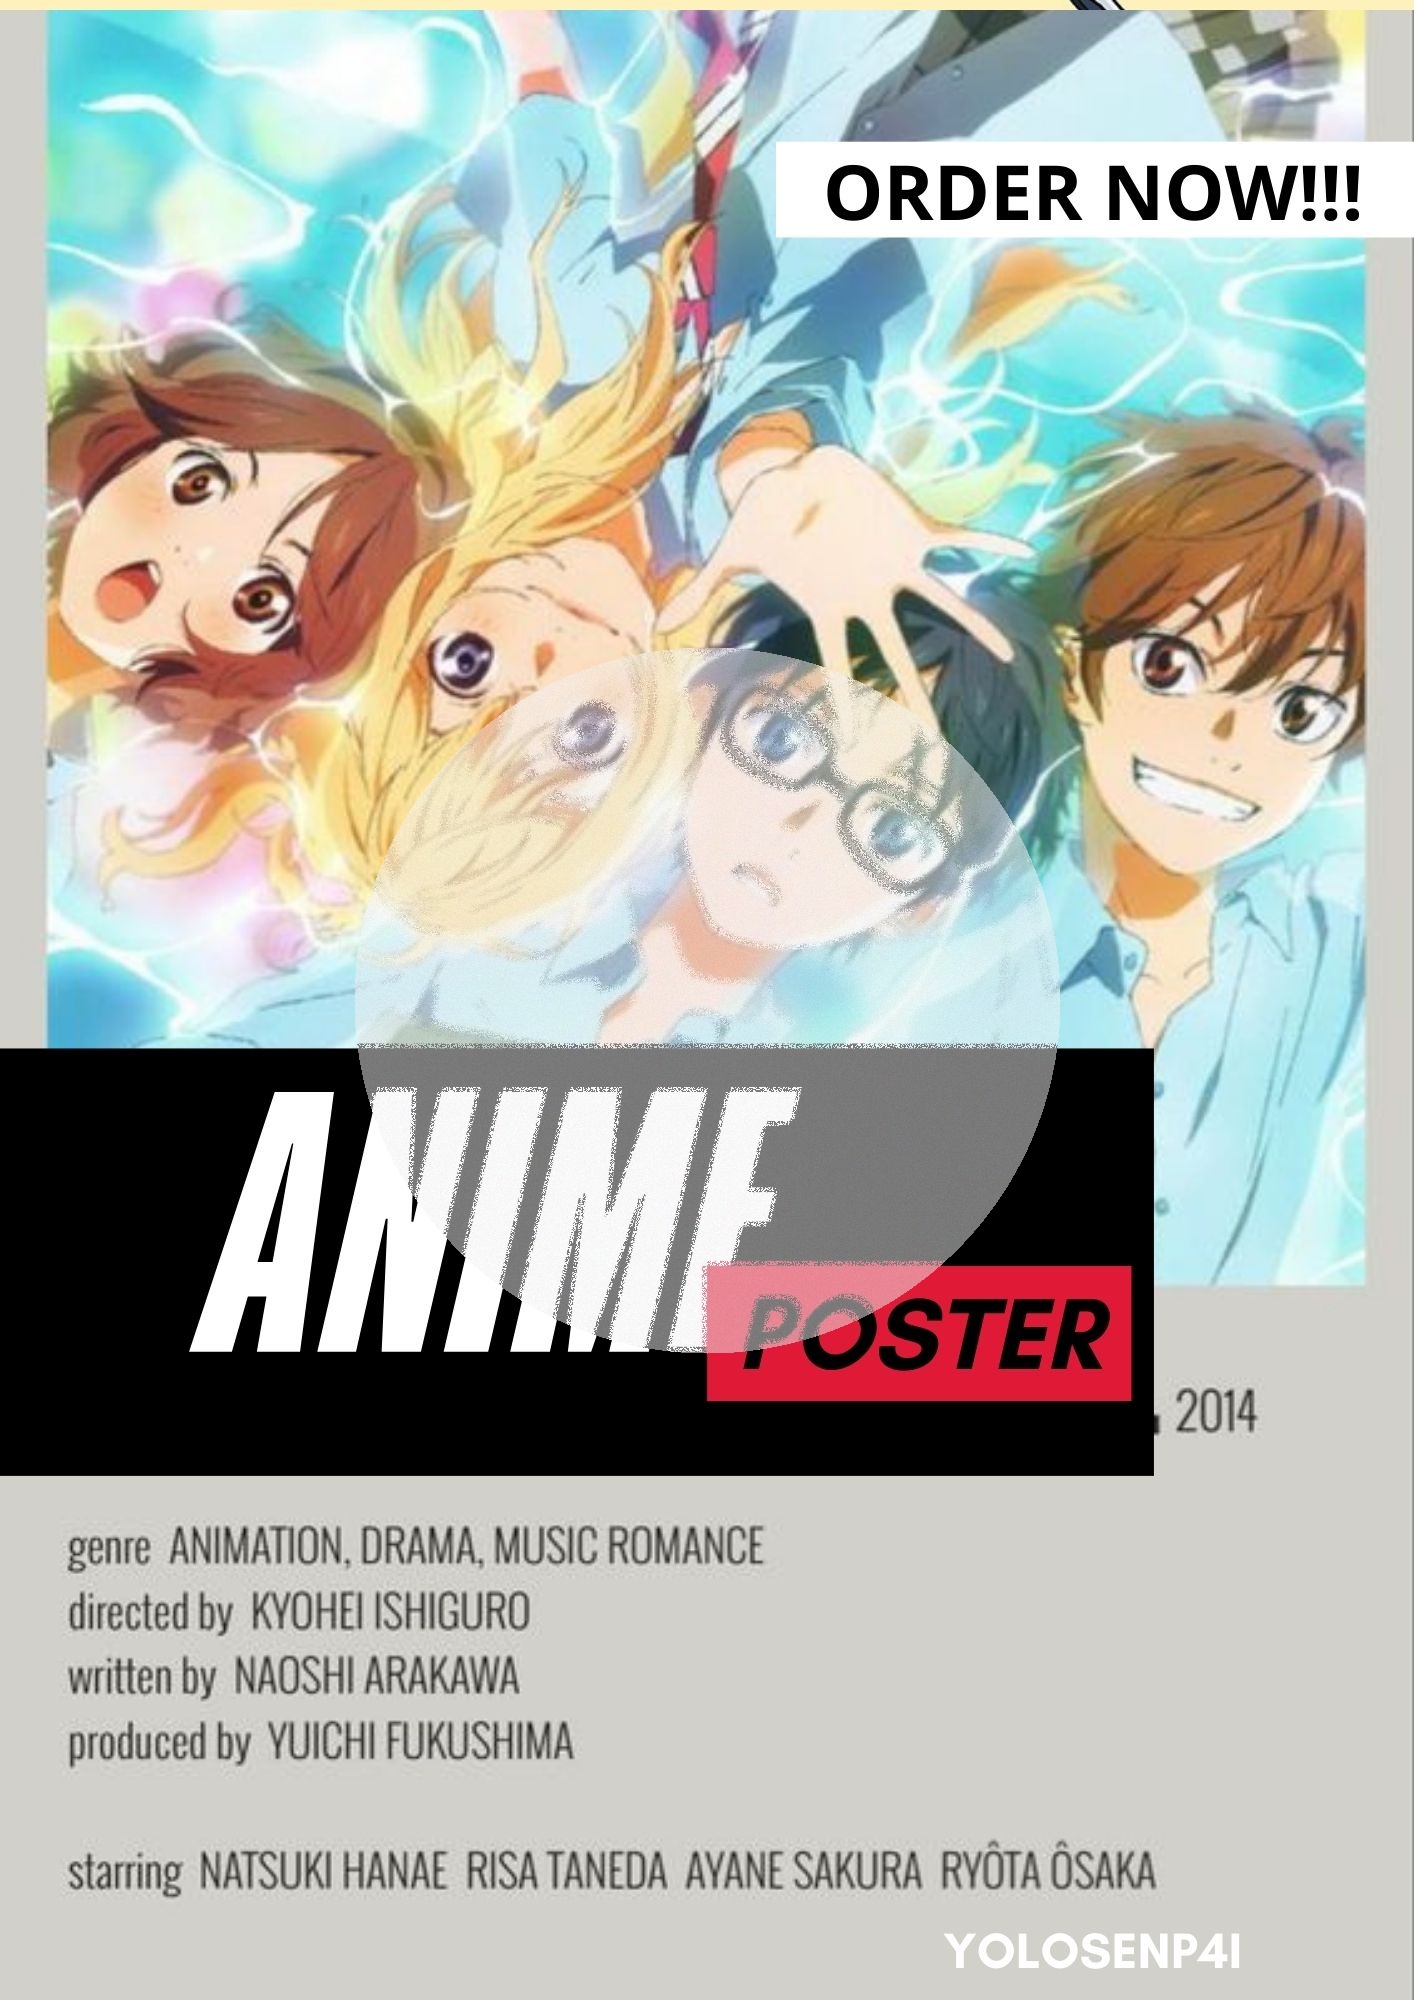 ORDER NOW!!!
ANIME
POSTER
2014
genre ANIMATION, DRAMA, MUSIC ROMANCE
directed by KYOHEI ISHIGURO
written by NAOSHI ARAKAWA
produced by YUICHI FUKUSHIMA
starring NATSUKI HANAE RISA TANEDA AYANE SAKURA RYÔTA ÔSAKA
YOLOSENP4I